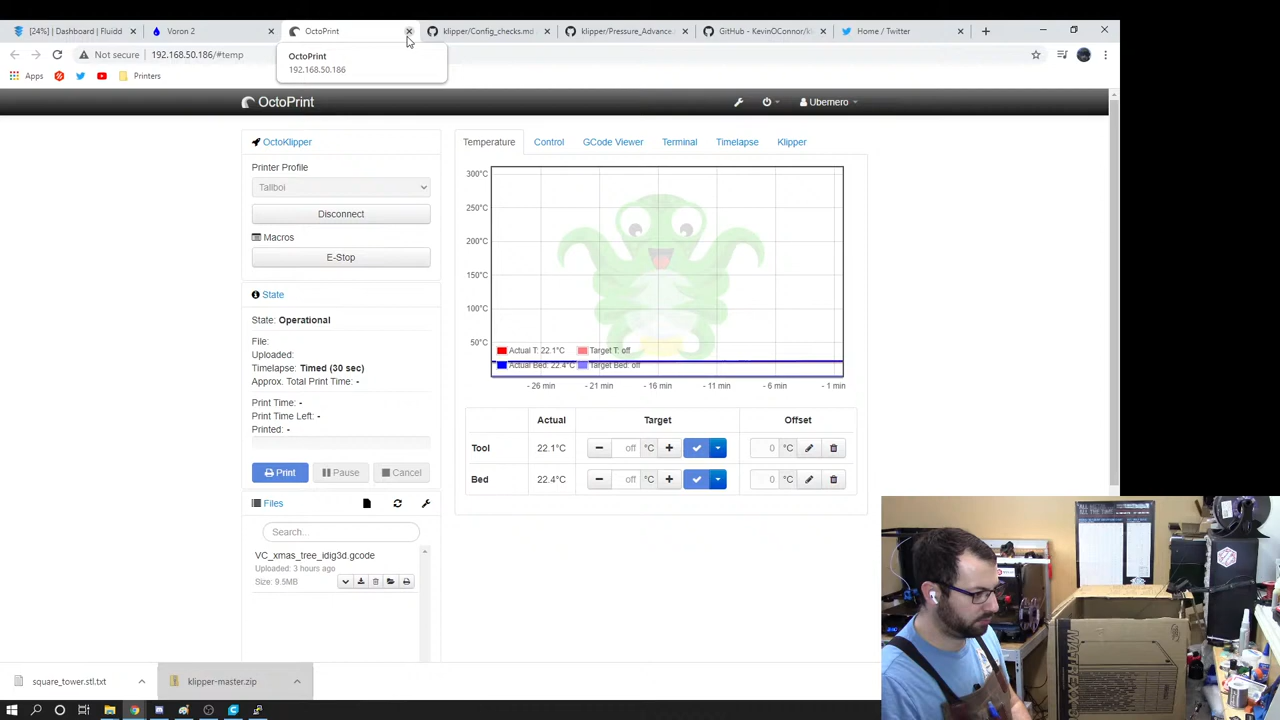 [24%] | Dashboard | Fluidd
Voron 2
OctoPrint
klipper/Config_checks.md
klipper/Pressure_Advance
GitHub - KevinOConnor/kl
Home / Twitter
Not secure
192.168.50.186/#temp
OctoPrint
192.168.50.186
Apps
Printers
OctoPrint
Ubernero
OctoKlipper
Printer Profile
Tallboi
Disconnect
Macros
E-Stop
State
State: Operational
File:
Uploaded:
Timelapse: Timed (30 sec)
Approx. Total Print Time: -
Print Time: -
Print Time Left: -
Printed: -
Print
Pause
Cancel
Files
Search...
VC_xmas_tree_idig3d.gcode
Uploaded: 3 hours ago
Size: 9.5MB
Temperature
Control
GCode Viewer
Terminal
Timelapse
Klipper
300°C
250°C
200°C
150°C
100°C
50°C
Actual T: 22.1°C
Target T: off
Actual Bed: 22.4°C
Target Bed: off
- 26 min
- 21 min
- 16 min
- 11 min
- 6 min
- 1 min
Actual
Target
Offset
Tool
22.1°C
off °C
0 °C
Bed
22.4°C
off °C
0 °C
square_tower.stl.txt
klipper-master.zip